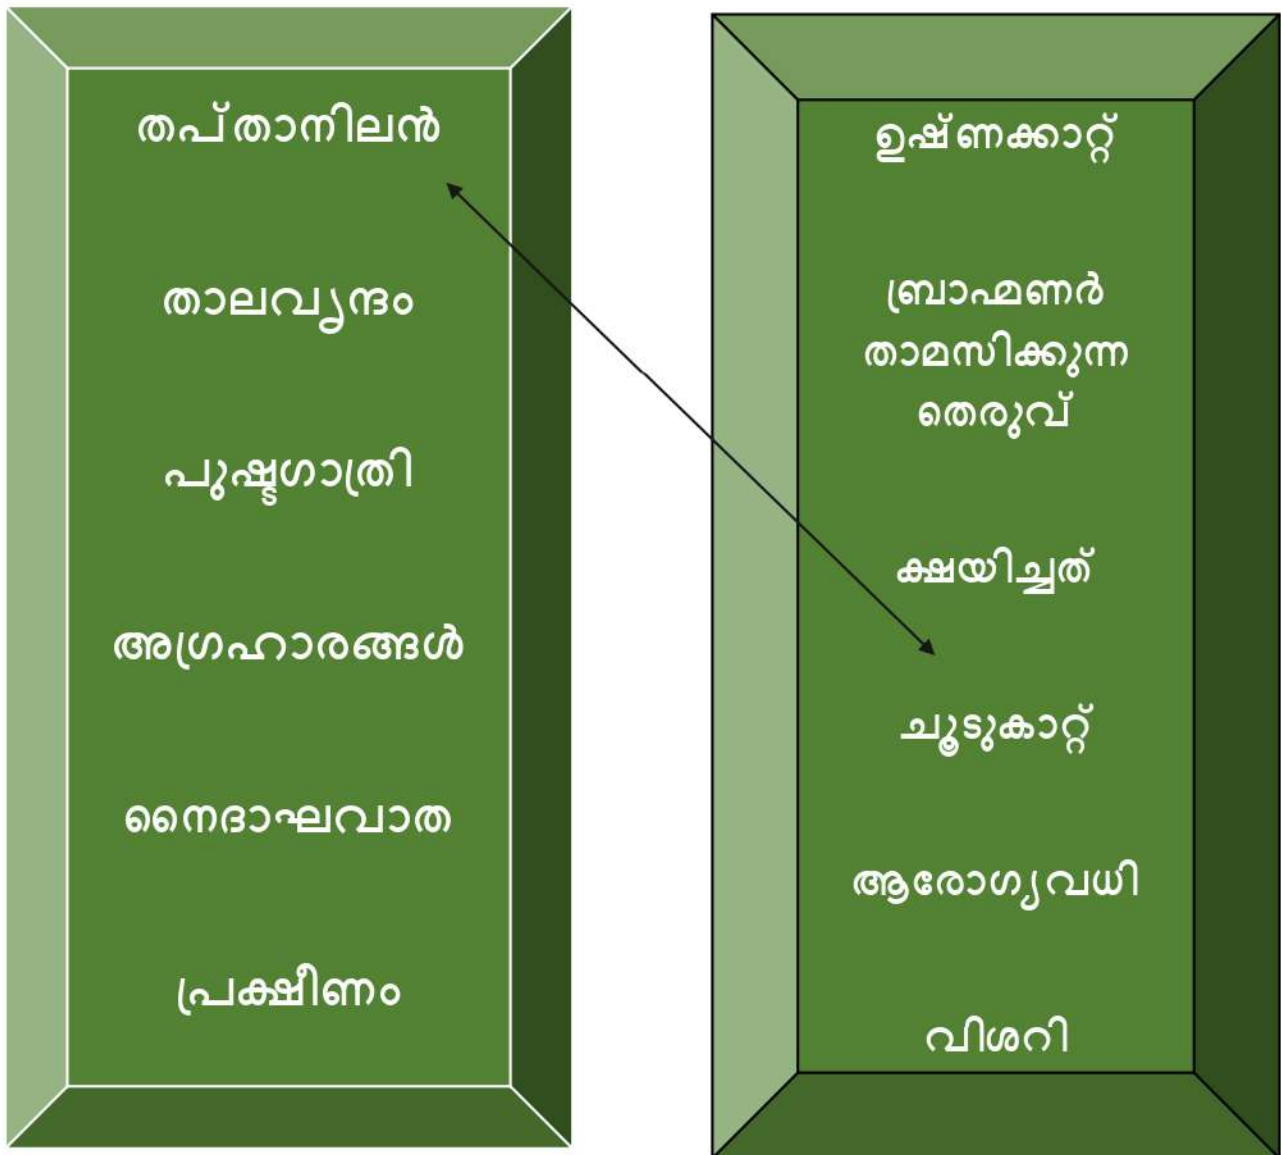 തപ്താനിലൻ
താലവൃന്ദം
പുഷ്ടഗാത്രി
അഗ്രഹാരങ്ങൾ
നൈദാഘവാത
പ്രക്ഷീണം
ഉഷ്ണക്കാറ്റ്
ബ്രാഹ്മണർ
താമസിക്കുന്ന
തെരുവ്
ക്ഷയിച്ചത്
ചൂടുകാറ്റ്
ആരോഗ്യവധി
വിശറി